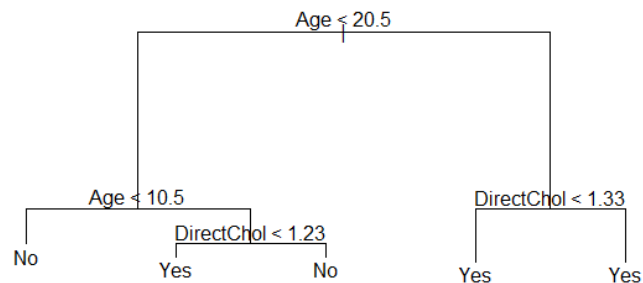 Age < 20.5
Age < 10.5
DirectChol < 1.33
No
DirectChol < 1.23
Yes
No
Yes
Yes